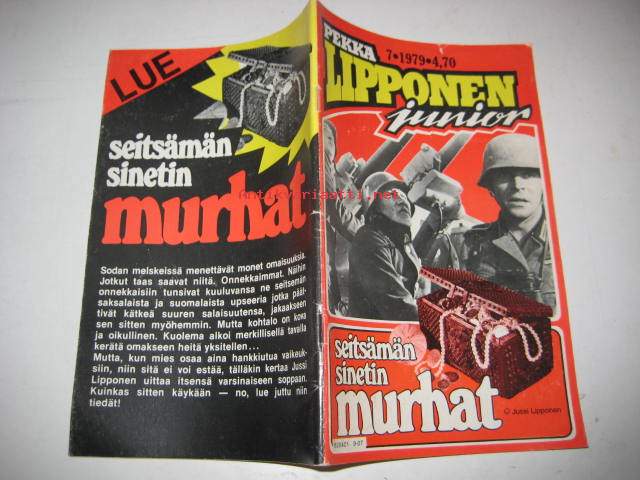 LUE
seitsämän
sinetin
murhat
Sodan melskeissä menettävät monet omaisuuksia.
Jotkut taas saavat niitä. Onnekkaimmat. Näihin
onnekkaisiin tunsivat kuuluvansa ne seitsemän
saksalaista ja suomalaista upseeria jotka päät-
tivät kätkeä suuren salaisuutensa, jakaakseen
sen sitten myöhemmin. Mutta kohtalo on kova
ja oikullinen. Kuolema alkoi merkillisellä tavalla
kerätä omakseen heitä yksitellen...
Mutta, kun mies osaa aina hankkiutua vaikeuk-
siin, niin sitä ei voi estää, tälläkin kertaa Jussi
Lipponen uittaa itsensä varsinaiseen soppaan.
Kuinkas sitten käykään — no, lue juttu niin
tiedät!
PEKKA
7•1979•4,70
LIPPONEN
junior
antikvariaatti.net
seitsämän
sinetin
murhat
© Jussi Lipponen